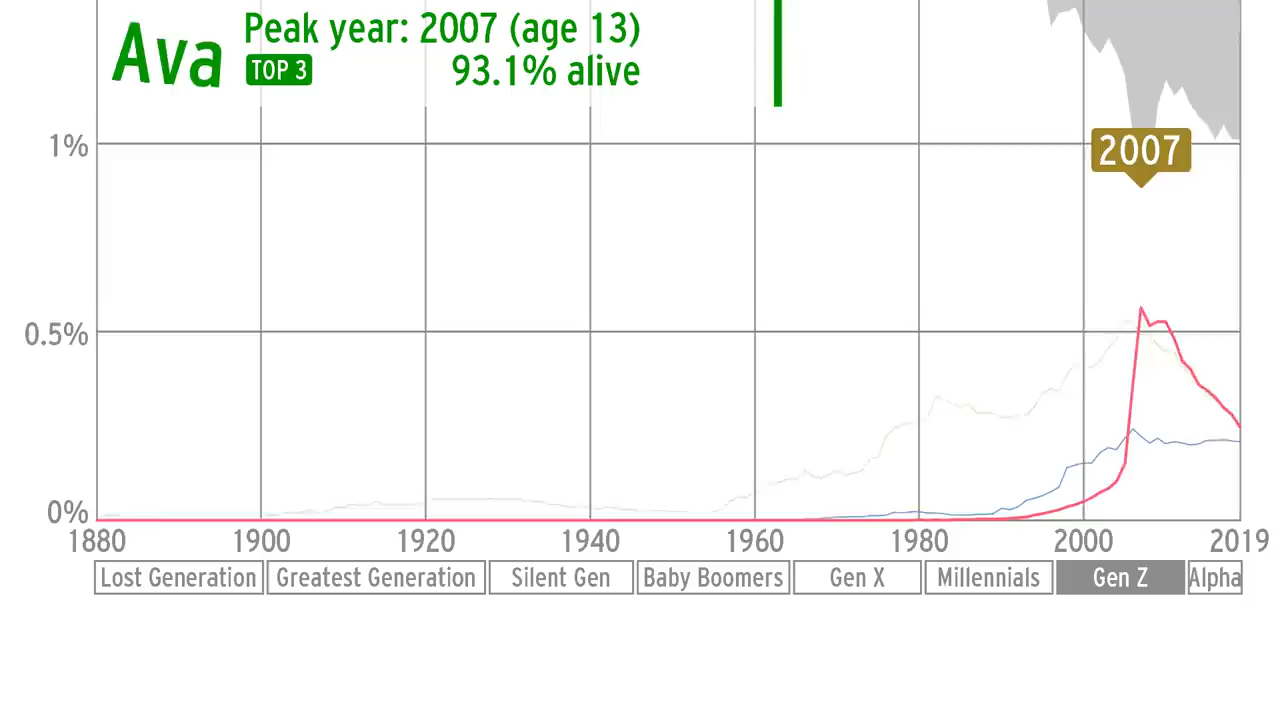 Ava
Peak year: 2007 (age 13)
TOP 3
93.1% alive
1%
2007
0.5%
0%
1880 1900 1920 1940 1960 1980 2000 2019
Lost Generation Greatest Generation Silent Gen Baby Boomers Gen X Millennials Gen Z Alpha